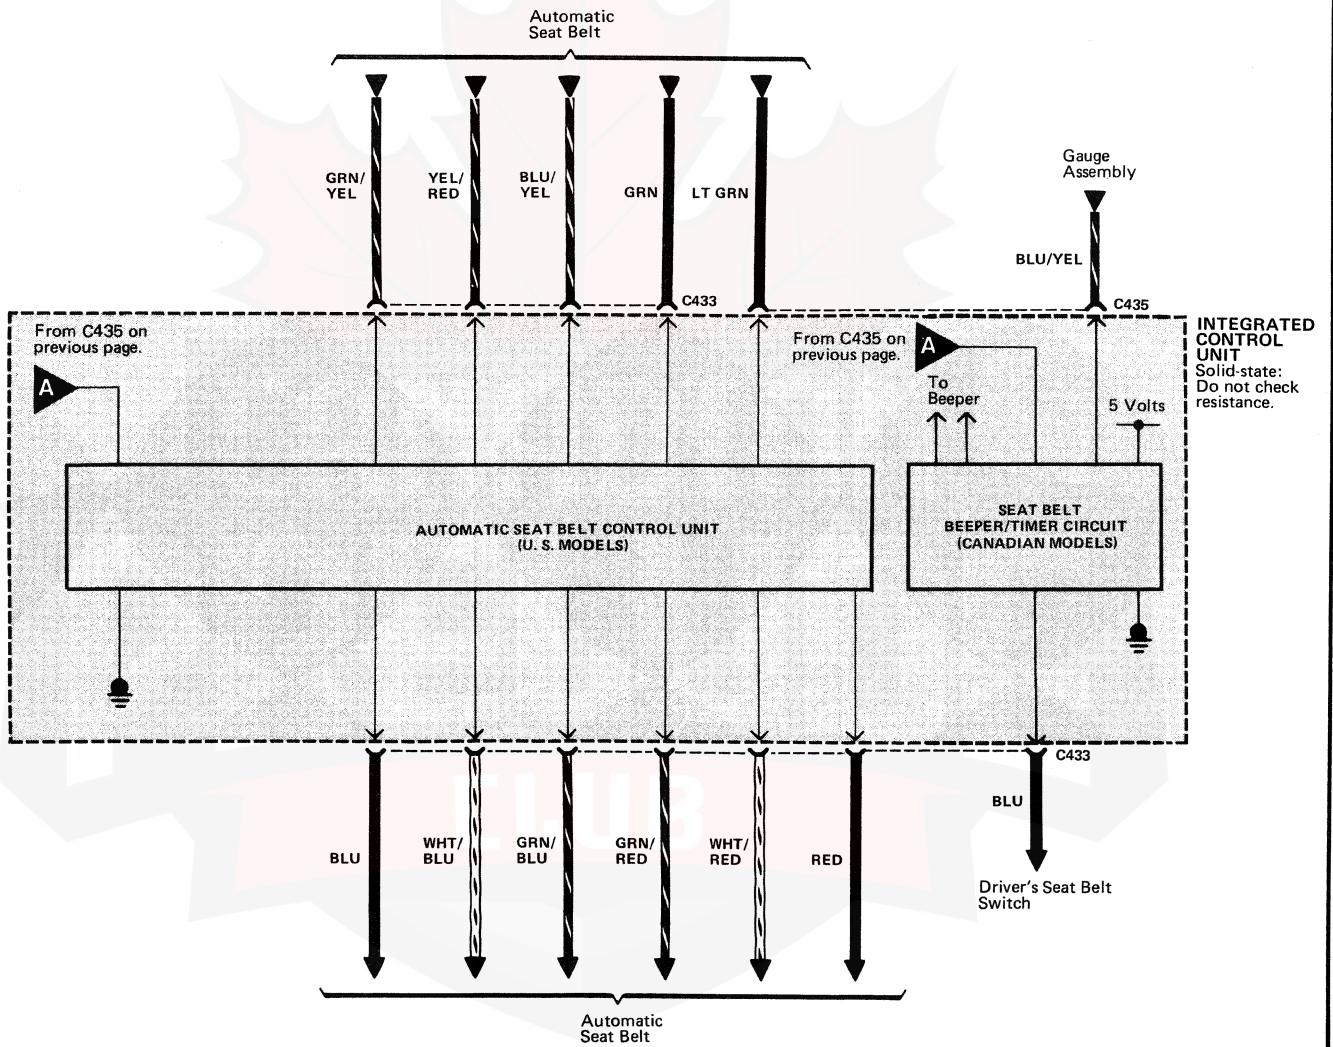 Automatic
Seat Belt
GRN/
YEL
YEL/
RED
BLU/
YEL
GRN
LT GRN
Gauge
Assembly
BLU/YEL
C433
C435
From C435 on
previous page.
A
From C435 on
previous page.
A
To
Beeper
5 Volts
INTEGRATED
CONTROL
UNIT
Solid-state:
Do not check
resistance.
AUTOMATIC SEAT BELT CONTROL UNIT
(U. S. MODELS)
SEAT BELT
BEEPER/TIMER CIRCUIT
(CANADIAN MODELS)
C433
BLU
WHT/
BLU
GRN/
BLU
GRN/
RED
WHT/
RED
RED
BLU
Driver's Seat Belt
Switch
CLUB
Automatic
Seat Belt